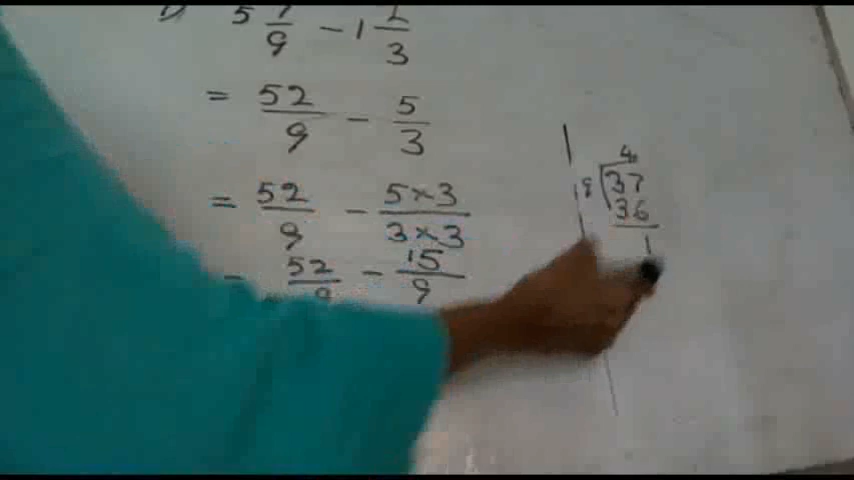 5 7/9 - 1 2/3
= 52/9 - 5/3
= 52/9 - 5×3/3×3
= 52/9 - 15/9
4
9 37
36
1